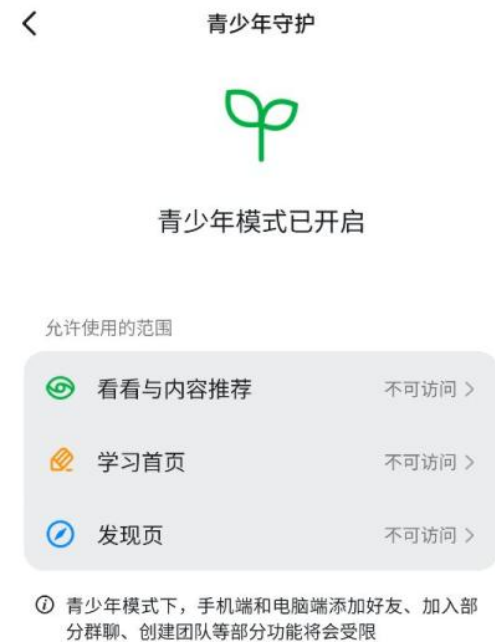 青少年守护
青少年模式已开启
允许使用的范围
看看与内容推荐 不可访问
学习首页 不可访问
发现页 不可访问
青少年模式下，手机端和电脑端添加好友、加入部
分群聊、创建团队等部分功能将会受限